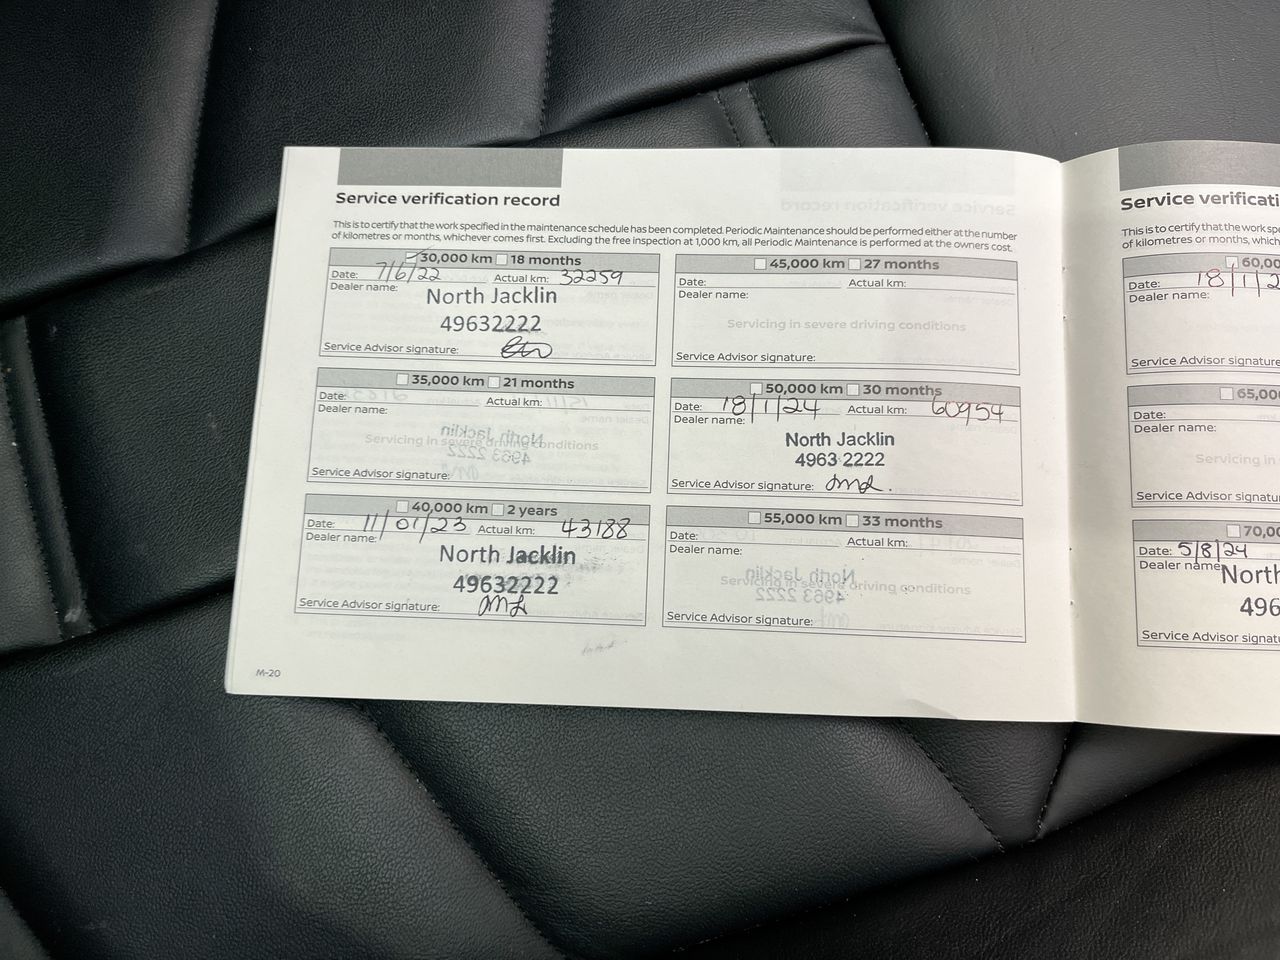 Service verification record
This is to certify that the work specified in the maintenance schedule has been completed. Periodic Maintenance should be performed either at the number
of kilometres or months, whichever comes first. Excluding the free inspection at 1,000 km, all Periodic Maintenance is performed at the owners cost.
30,000 km 18 months
Date: 7/6/22 Actual km: 32259
Dealer name:
North Jacklin
49632222
Service Advisor signature:
35,000 km 21 months
Date: Actual km:
Dealer name:
Servicing in severe driving conditions
Service Advisor signature:
40,000 km 2 years
Date: 11/01/23 Actual km: 43188
Dealer name:
North Jacklin
49632222
Service Advisor signature:
M-20
45,000 km 27 months
Date: Actual km:
Dealer name:
Servicing in severe driving conditions
Service Advisor signature:
50,000 km 30 months
Date: 18/1/24 Actual km: 60954
Dealer name:
North Jacklin
4963 2222
Service Advisor signature:
55,000 km 33 months
Date: Actual km:
Dealer name:
Servicing in severe driving conditions
Service Advisor signature:
Service verificati
This is to certify that the work spe
of kilometres or months, which
60,00
Date: 18/1/2
Dealer name:
Service Advisor signature
65,00
Date:
Dealer name:
Servicing in
Service Advisor signatu
70,00
Date: 5/8/24
Dealer name:
North
496
Service Advisor signatu